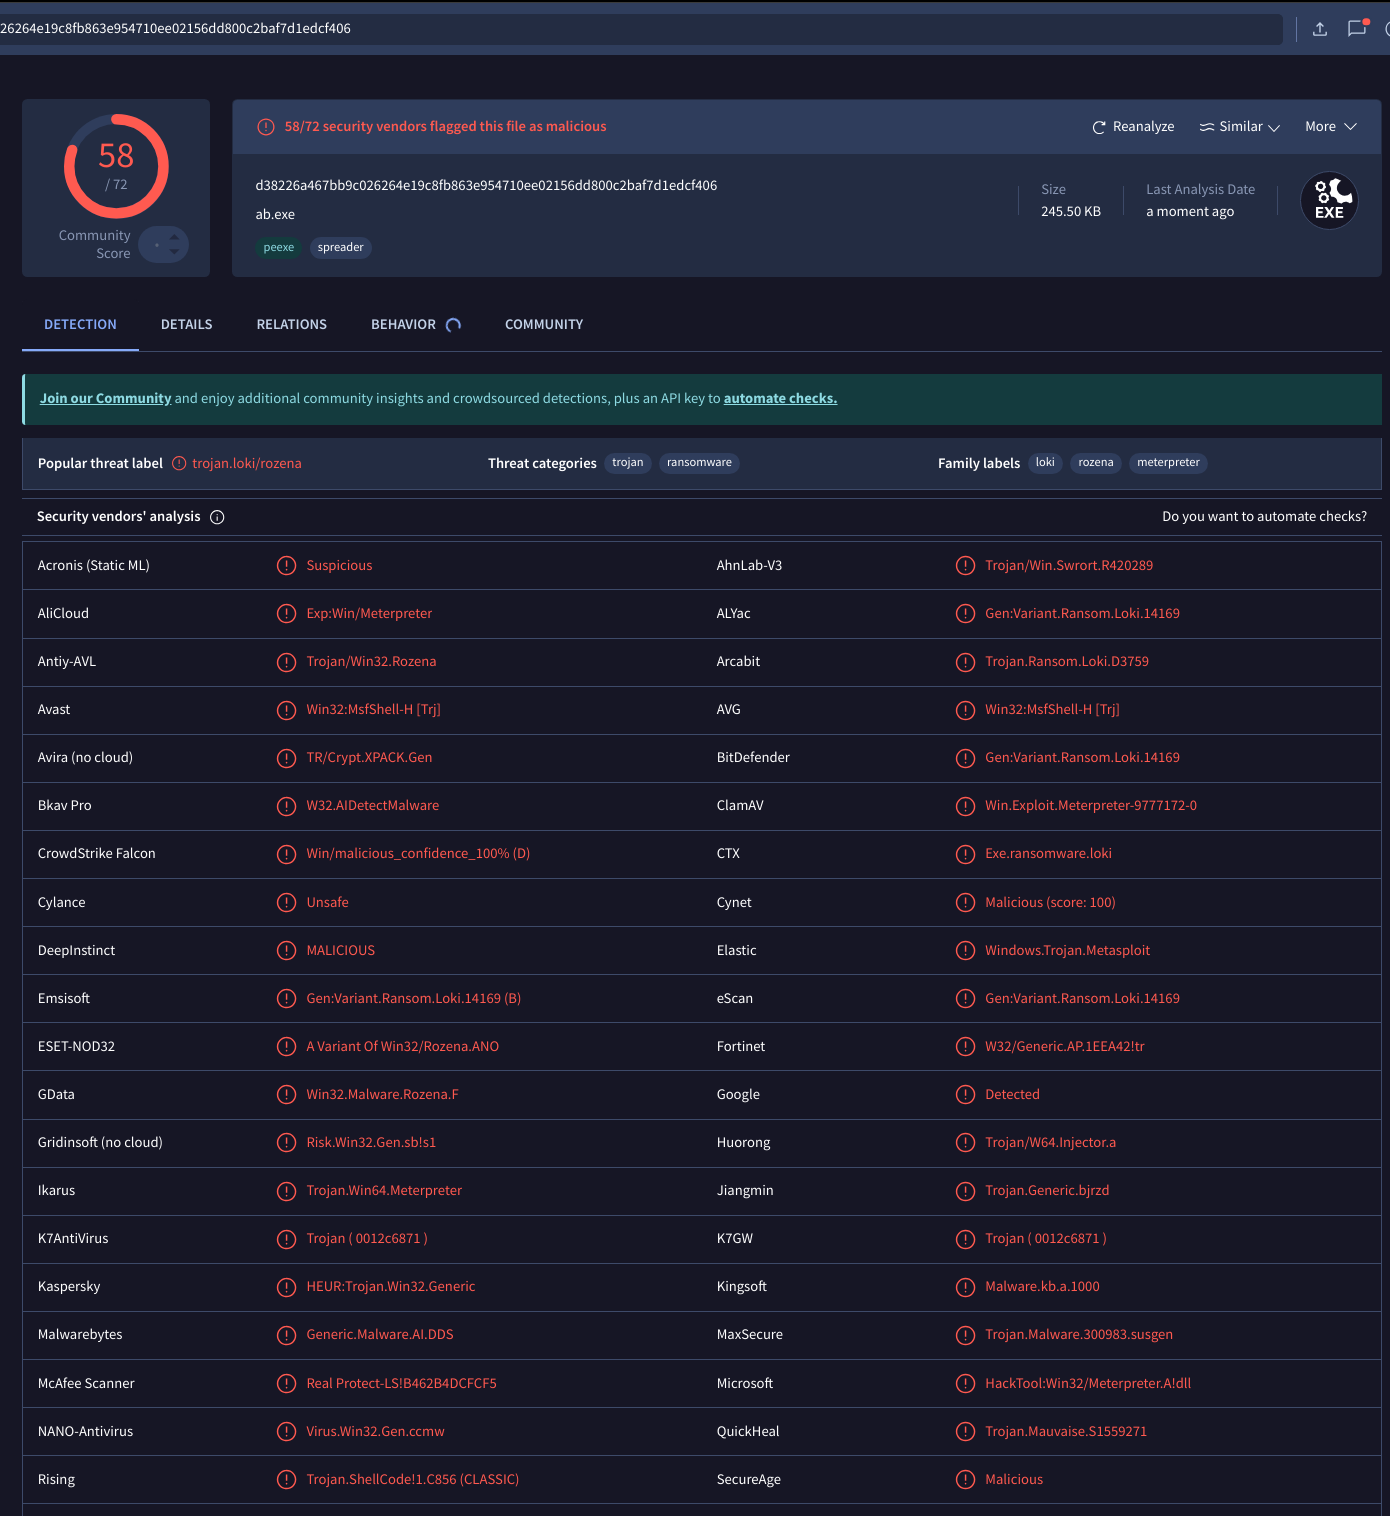 26264e19c8fb863e954710ee02156dd800c2baf7d1edcf406
58
/ 72
Community
Score
58/72 security vendors flagged this file as malicious
Reanalyze
Similar
More
d38226a467bb9c026264e19c8fb863e954710ee02156dd800c2baf7d1edcf406
ab.exe
peexe
spreader
Size
245.50 KB
Last Analysis Date
a moment ago
EXE
DETECTION
DETAILS
RELATIONS
BEHAVIOR
COMMUNITY
Join our Community and enjoy additional community insights and crowdsourced detections, plus an API key to automate checks.
Popular threat label trojan.loki/rozena
Threat categories trojan ransomware
Family labels loki rozena meterpreter
Security vendors' analysis
Do you want to automate checks?
Acronis (Static ML) Suspicious AhnLab-V3 Trojan/Win.Swrort.R420289
AliCloud Exp:Win/Meterpreter ALYac Gen:Variant.Ransom.Loki.14169
Antiy-AVL Trojan/Win32.Rozena Arcabit Trojan.Ransom.Loki.D3759
Avast Win32:MsfShell-H [Trj] AVG Win32:MsfShell-H [Trj]
Avira (no cloud) TR/Crypt.XPACK.Gen BitDefender Gen:Variant.Ransom.Loki.14169
Bkav Pro W32.AIDetectMalware ClamAV Win.Exploit.Meterpreter-9777172-0
CrowdStrike Falcon Win/malicious_confidence_100% (D) CTX Exe.ransomware.loki
Cylance Unsafe Cynet Malicious (score: 100)
DeepInstinct MALICIOUS Elastic Windows.Trojan.Metasploit
Emsisoft Gen:Variant.Ransom.Loki.14169 (B) eScan Gen:Variant.Ransom.Loki.14169
ESET-NOD32 A Variant Of Win32/Rozena.ANO Fortinet W32/Generic.AP.1EEA42!tr
GData Win32.Malware.Rozena.F Google Detected
Gridinsoft (no cloud) Risk.Win32.Gen.sb!s1 Huorong Trojan/W64.Injector.a
Ikarus Trojan.Win64.Meterpreter Jiangmin Trojan.Generic.bjrzd
K7AntiVirus Trojan ( 0012c6871 ) K7GW Trojan ( 0012c6871 )
Kaspersky HEUR:Trojan.Win32.Generic Kingsoft Malware.kb.a.1000
Malwarebytes Generic.Malware.AI.DDS MaxSecure Trojan.Malware.300983.susgen
McAfee Scanner Real Protect-LS!B462B4DCFCF5 Microsoft HackTool:Win32/Meterpreter.A!dll
NANO-Antivirus Virus.Win32.Gen.ccmw QuickHeal Trojan.Mauvaise.S1559271
Rising Trojan.ShellCode!1.C856 (CLASSIC) SecureAge Malicious